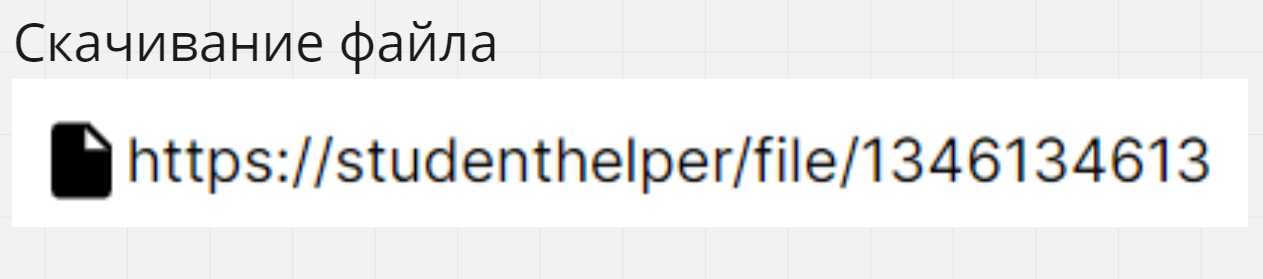 Скачивание файла
https://studenthelper/file/1346134613